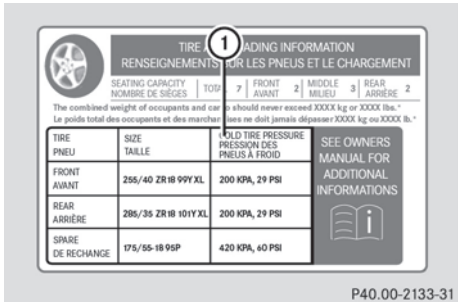 TIRE A ADING INFORMATION
RENSEIGNEMENTS SUR LES PNEUS ET LE CHARGEMENT
1
SEATING CAPACITY TOTAL 7 FRONT 2 MIDDLE 3 REAR 2
NOMBRE DE SIÈGES AVANT MILIEU ARRIÈRE
The combined weight of occupants and cargo should never exceed XXXX kg or XXXX lbs."
Le poids total des occupants et des marchandises ne doit jamais dépasser XXXX kg ou XXXX lb."
TIRE
PNEU
SIZE
TAILLE
COLD TIRE PRESSURE
PRESSION DES
PNEUS À FROID
SEE OWNERS
MANUAL FOR
ADDITIONAL
INFORMATIONS
i
FRONT
AVANT
255/40 ZR18 99Y XL
200 KPA, 29 PSI
REAR
ARRIÈRE
285/35 ZR18 101Y XL
200 KPA, 29 PSI
SPARE
DE RECHANGE
175/55-18 95P
420 KPA, 60 PSI
P40.00-2133-31